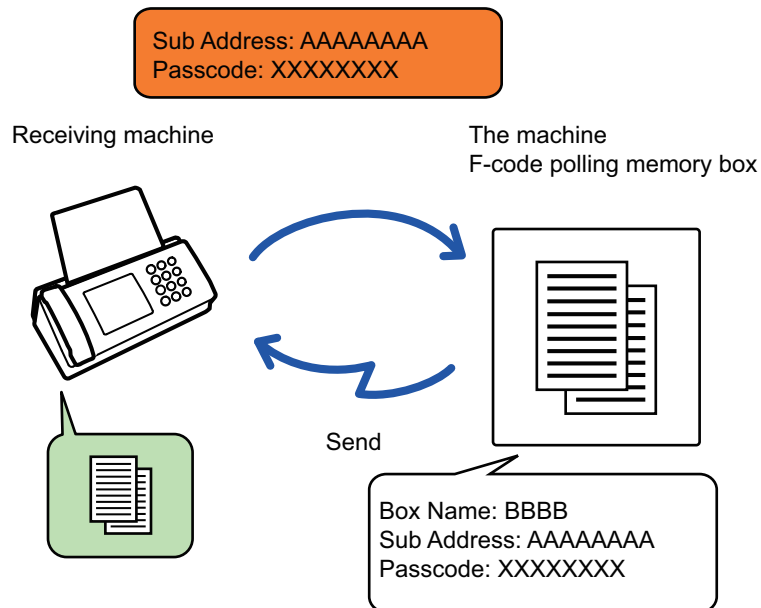 Sub Address: AAAAAAAA
Passcode: XXXXXXXX
Receiving machine
The machine
F-code polling memory box
Send
Box Name: BBBB
Sub Address: AAAAAAAA
Passcode: XXXXXXXX